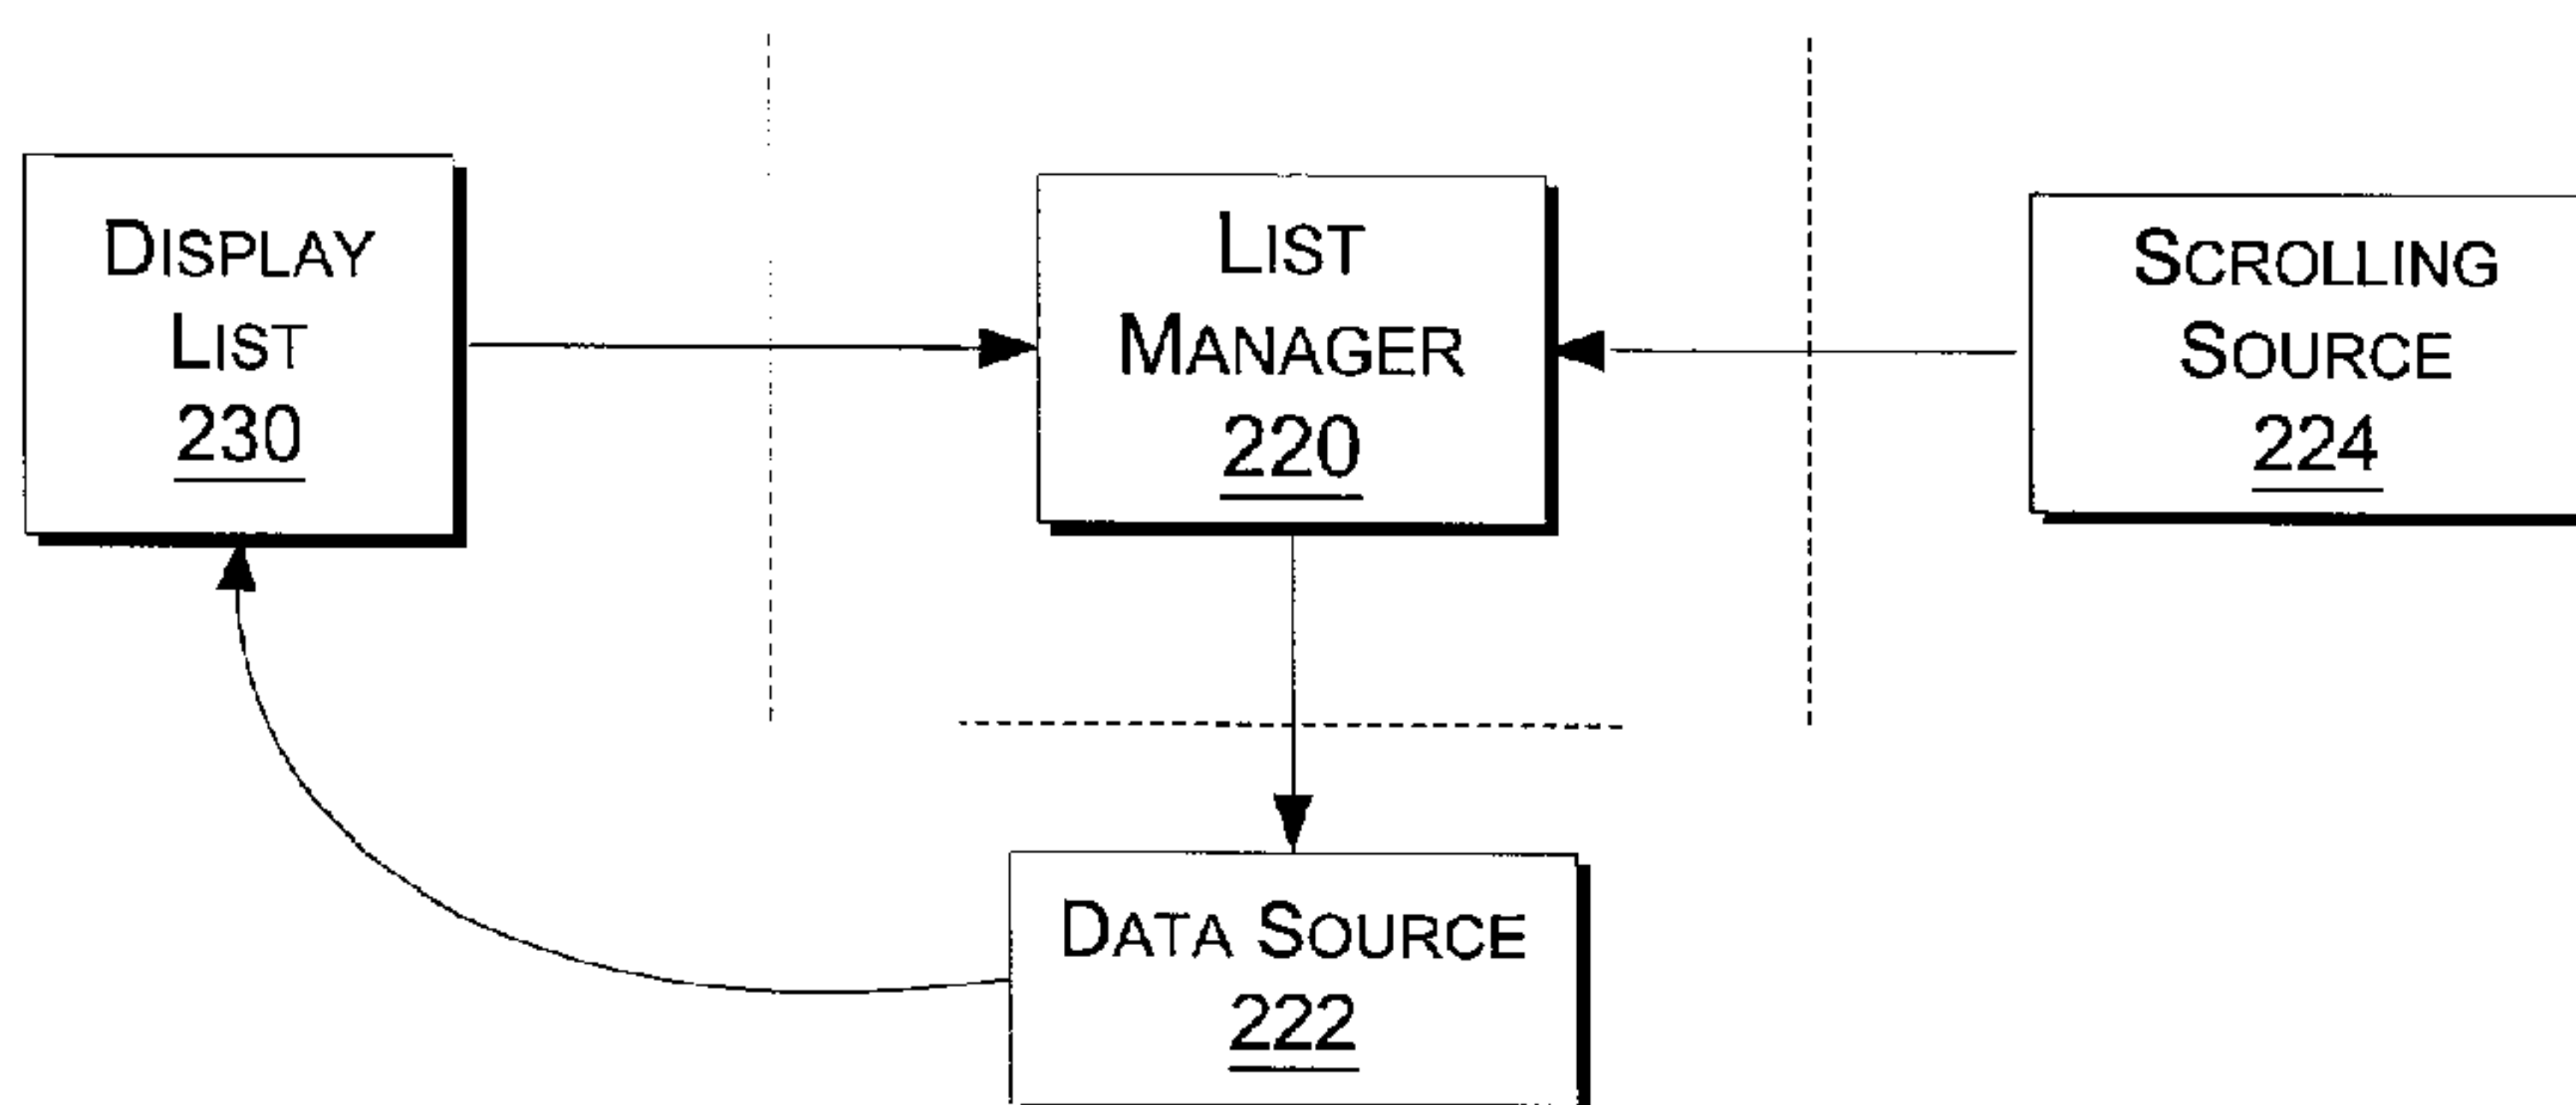 DISPLAY
LIST
230
LIST
MANAGER
220
SCROLLING
SOURCE
224
DATA SOURCE
222